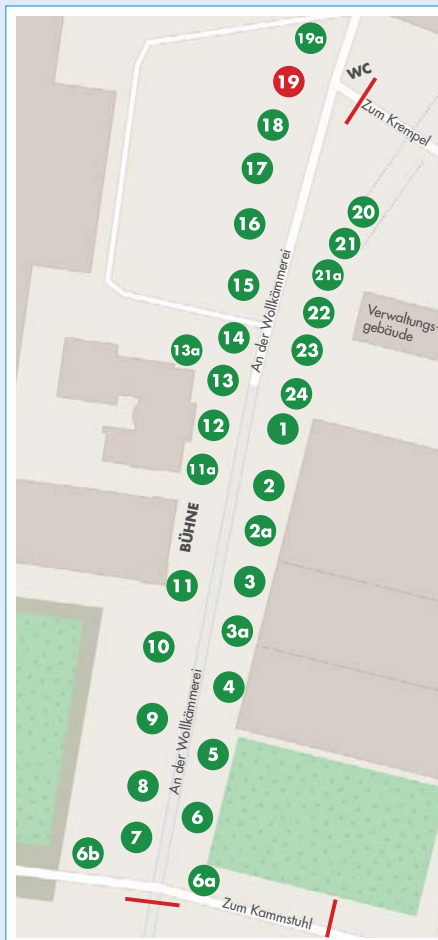 19a
19
WC
Zum Krempel
18
17
20
16
21
21a
An der Wollkämmerei
15
22
Verwaltungs-
gebäude
14
13a
23
13
24
12
1
11a
2
BÜHNE
2a
11
3
3a
10
4
An der Wollkämmerei
9
5
8
6
7
6b
6a
Zum Kammstuhl